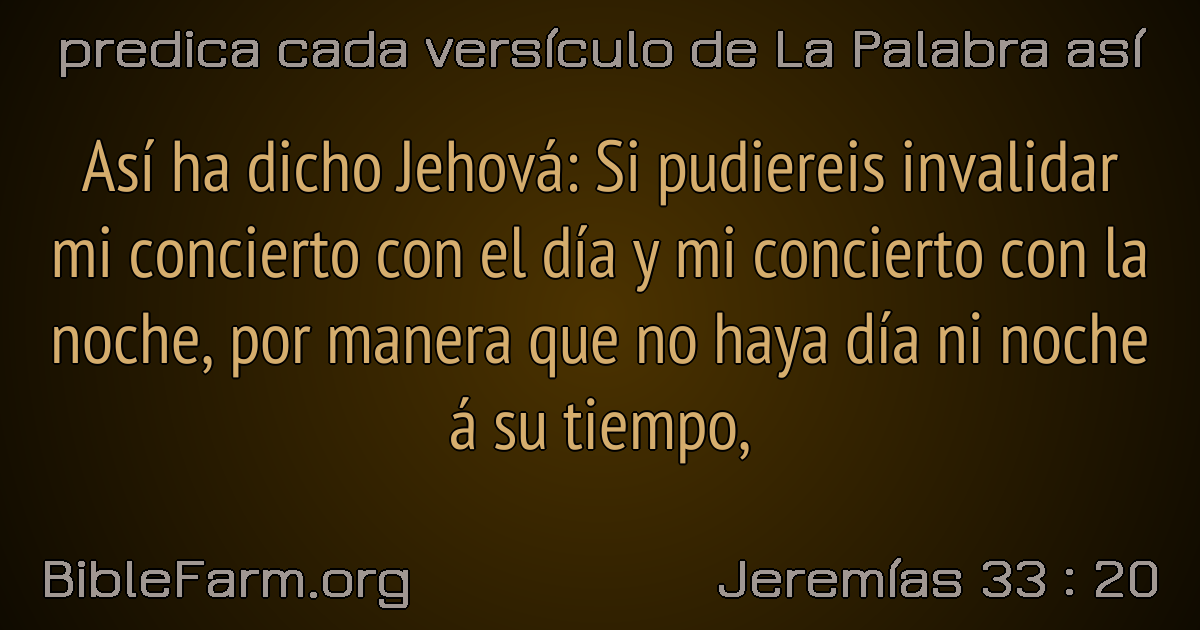 predica cada versículo de La Palabra así
Así ha dicho Jehová: Si pudiereis invalidar
mi concierto con el día y mi concierto con la
noche, por manera que no haya día ni noche
á su tiempo,
BibleFarm.org
Jeremías 33 : 20